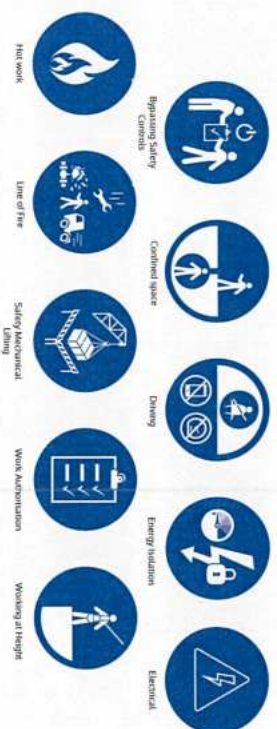 Bypassing Safety
Controls
Confined space
Driving
Energy Isolation
Electrical
Hot work
Line of Fire
Safety Mechanical
Lifting
Work Authorisation
Working at Height